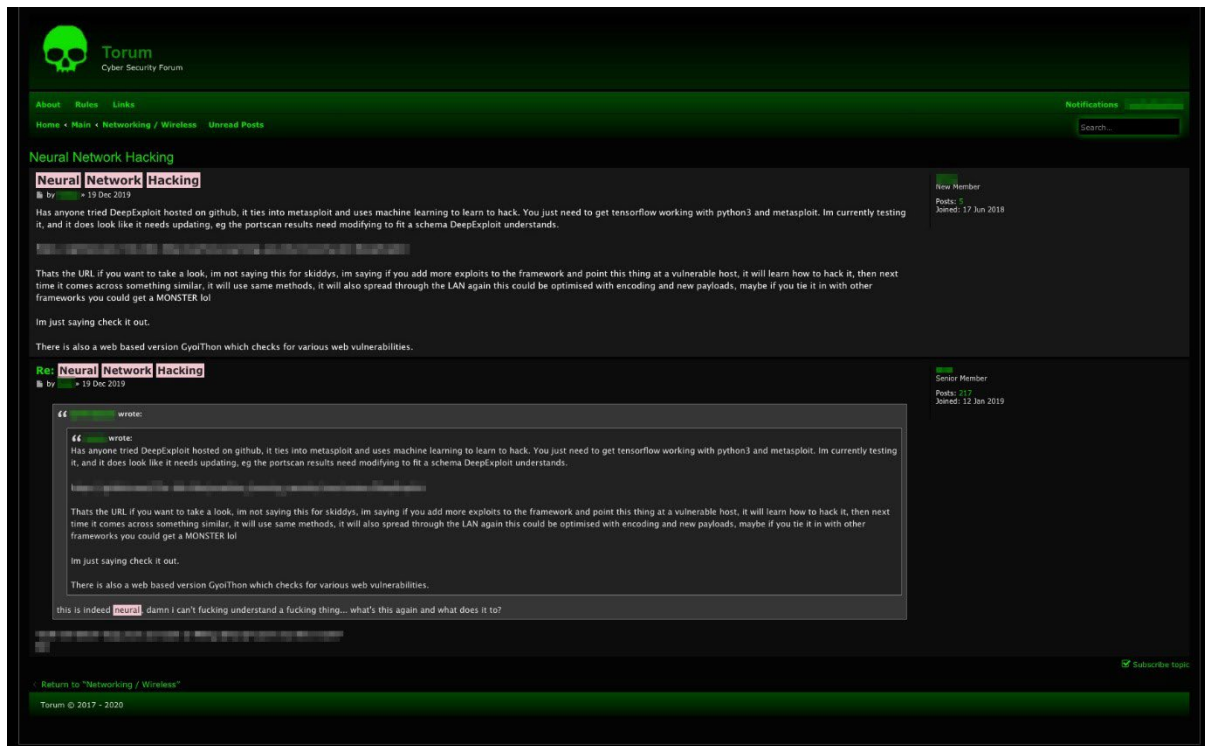 Torum
Cyber Security Forum
About Rules Links
Notifications
Home < Main < Networking / Wireless Unread Posts
Search...
Neural Network Hacking
Neural Network Hacking
by » 19 Dec 2019
New Member
Posts: 5
Joined: 17 Jun 2018
Has anyone tried DeepExploit hosted on github, it ties into metasploit and uses machine learning to learn to hack. You just need to get tensorflow working with python3 and metasploit. Im currently testing
it, and it does look like it needs updating, eg the portscan results need modifying to fit a schema DeepExploit understands.
Thats the URL if you want to take a look, im not saying this for skiddys, im saying if you add more exploits to the framework and point this thing at a vulnerable host, it will learn how to hack it, then next
time it comes across something similar, it will use same methods, it will also spread through the LAN again this could be optimised with encoding and new payloads, maybe if you tie it in with other
frameworks you could get a MONSTER lol
Im just saying check it out.
There is also a web based version GyoiThon which checks for various web vulnerabilities.
Re: Neural Network Hacking
by » 19 Dec 2019
Senior Member
Posts: 217
Joined: 12 Jan 2019
wrote:
wrote:
Has anyone tried DeepExploit hosted on github, it ties into metasploit and uses machine learning to learn to hack. You just need to get tensorflow working with python3 and metasploit. Im currently testing
it, and it does look like it needs updating, eg the portscan results need modifying to fit a schema DeepExploit understands.
Thats the URL if you want to take a look, im not saying this for skiddys, im saying if you add more exploits to the framework and point this thing at a vulnerable host, it will learn how to hack it, then next
time it comes across something similar, it will use same methods, it will also spread through the LAN again this could be optimised with encoding and new payloads, maybe if you tie it in with other
frameworks you could get a MONSTER lol
Im just saying check it out.
There is also a web based version GyoiThon which checks for various web vulnerabilities.
this is indeed neural, damn i can't fucking understand a fucking thing... what's this again and what does it to?
Subscribe topic
< Return to "Networking / Wireless"
Torum © 2017 - 2020